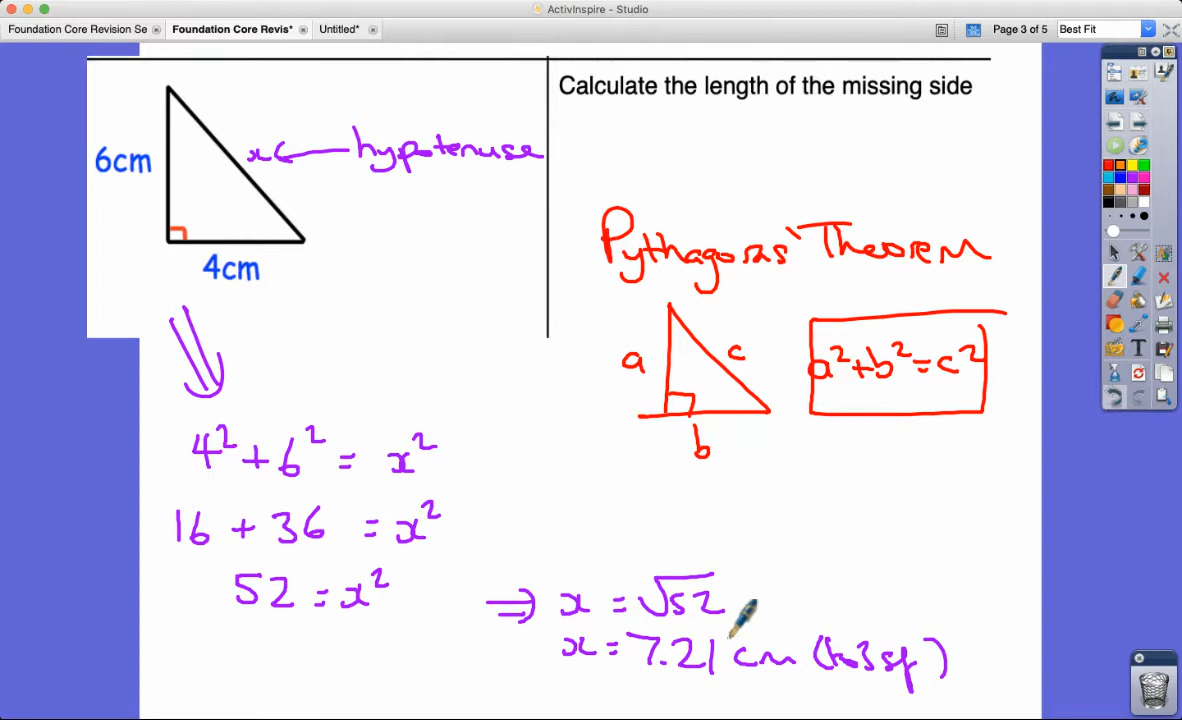 ActivInspire - Studio
Foundation Core Revision Se
Foundation Core Revis*
Untitled*
Page 3 of 5
Best Fit
Calculate the length of the missing side
6cm
x
hypotenuse
4cm
Pythagoras' Theorem
a
c
b
a²+b²=c²
4² + 6² = x²
16 + 36 = x²
52 = x²
⇒ x = √52
x = 7.21 cm (to 3 sf)